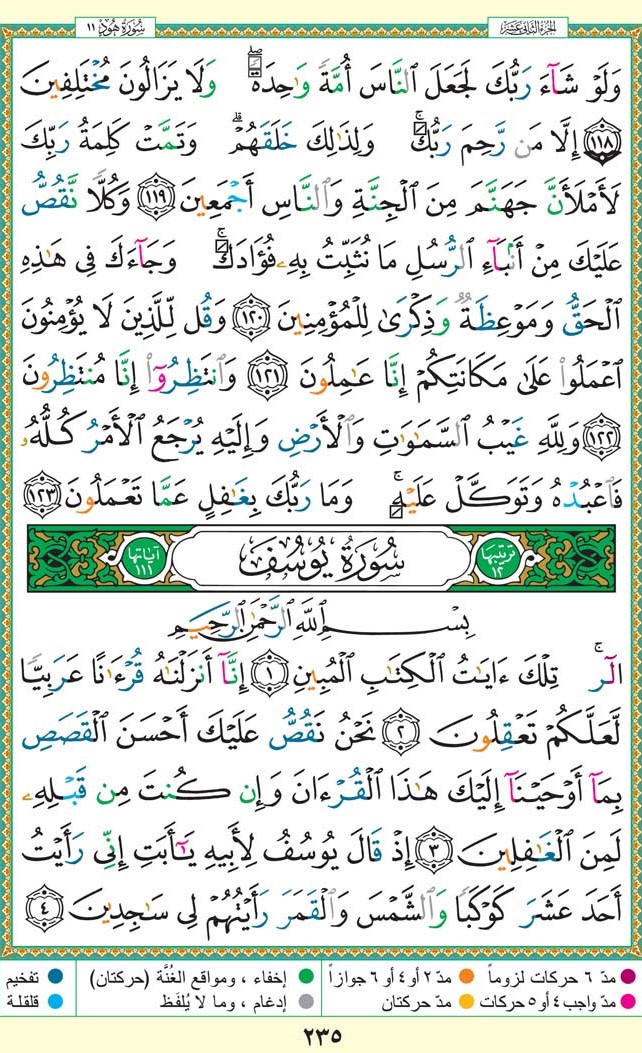 الجزء الثاني عشر
سورة هود ١١
وَلَوْ شَآءَ رَبُّكَ لَجَعَلَ ٱلنَّاسَ أُمَّةً وَٰحِدَةً ۖ وَلَا يَزَالُونَ مُخْتَلِفِينَ
١١٨ إِلَّا مَن رَّحِمَ رَبُّكَ ۚ وَلِذَٰلِكَ خَلَقَهُمْ ۗ وَتَمَّتْ كَلِمَةُ رَبِّكَ
لَأَمْلَأَنَّ جَهَنَّمَ مِنَ ٱلْجِنَّةِ وَٱلنَّاسِ أَجْمَعِينَ ١١٩ وَكُلًّا نَّقُصُّ
عَلَيْكَ مِنْ أَنۢبَآءِ ٱلرُّسُلِ مَا نُثَبِّتُ بِهِۦ فُؤَادَكَ ۚ وَجَآءَكَ فِى هَٰذِهِ
ٱلْحَقُّ وَمَوْعِظَةٌ وَذِكْرَىٰ لِلْمُؤْمِنِينَ ١٢٠ وَقُل لِّلَّذِينَ لَا يُؤْمِنُونَ
ٱعْمَلُوا۟ عَلَىٰ مَكَانَتِكُمْ إِنَّا عَٰمِلُونَ ١٢١ وَٱنتَظِرُوٓا۟ إِنَّا مُنتَظِرُونَ
١٢٢ وَلِلَّهِ غَيْبُ ٱلسَّمَٰوَٰتِ وَٱلْأَرْضِ وَإِلَيْهِ يُرْجَعُ ٱلْأَمْرُ كُلُّهُۥ
فَٱعْبُدْهُ وَتَوَكَّلْ عَلَيْهِ ۚ وَمَا رَبُّكَ بِغَٰفِلٍ عَمَّا تَعْمَلُونَ ١٢٣
ترتيبها ١٢
سُورَةُ يُوسُفَ
آياتها ١١١
بِسْمِ ٱللَّهِ ٱلرَّحْمَٰنِ ٱلرَّحِيمِ
الٓر ۚ تِلْكَ ءَايَٰتُ ٱلْكِتَٰبِ ٱلْمُبِينِ ١ إِنَّآ أَنزَلْنَٰهُ قُرْءَٰنًا عَرَبِيًّا
لَّعَلَّكُمْ تَعْقِلُونَ ٢ نَحْنُ نَقُصُّ عَلَيْكَ أَحْسَنَ ٱلْقَصَصِ
بِمَآ أَوْحَيْنَآ إِلَيْكَ هَٰذَا ٱلْقُرْءَانَ وَإِن كُنتَ مِن قَبْلِهِۦ
لَمِنَ ٱلْغَٰفِلِينَ ٣ إِذْ قَالَ يُوسُفُ لِأَبِيهِ يَٰٓأَبَتِ إِنِّى رَأَيْتُ
أَحَدَ عَشَرَ كَوْكَبًا وَٱلشَّمْسَ وَٱلْقَمَرَ رَأَيْتُهُمْ لِى سَٰجِدِينَ ٤
مدّ ٦ حركات لزوماً مدّ ٢ أو ٤ أو ٦ جوازاً إخفاء ، ومواقع الغُنَّة (حركتان) تفخيم
مدّ واجب ٤ أو ٥ حركات مدّ حركتان إدغام ، وما لا يُلفَظ قلقلة
٢٣٥